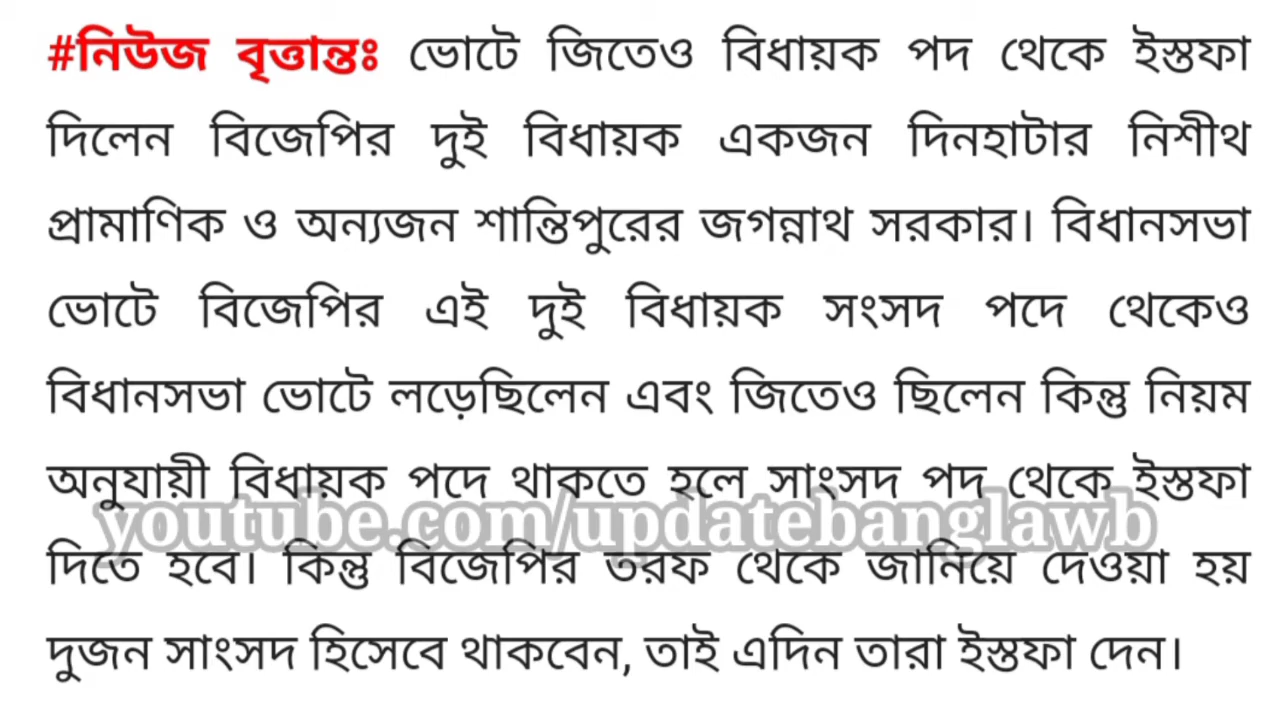 #নিউজ বৃত্তান্তঃ ভোটে জিতেও বিধায়ক পদ থেকে ইস্তফা
দিলেন বিজেপির দুই বিধায়ক একজন দিনহাটার নিশীথ
প্রামাণিক ও অন্যজন শান্তিপুরের জগন্নাথ সরকার। বিধানসভা
ভোটে বিজেপির এই দুই বিধায়ক সংসদ পদে থেকেও
বিধানসভা ভোটে লড়েছিলেন এবং জিতেও ছিলেন কিন্তু নিয়ম
অনুযায়ী বিধায়ক পদে থাকতে হলে সাংসদ পদ থেকে ইস্তফা
youtube.com/updatebanglawb
দিতে হবে। কিন্তু বিজেপির তরফ থেকে জানিয়ে দেওয়া হয়
দুজন সাংসদ হিসেবে থাকবেন, তাই এদিন তারা ইস্তফা দেন।